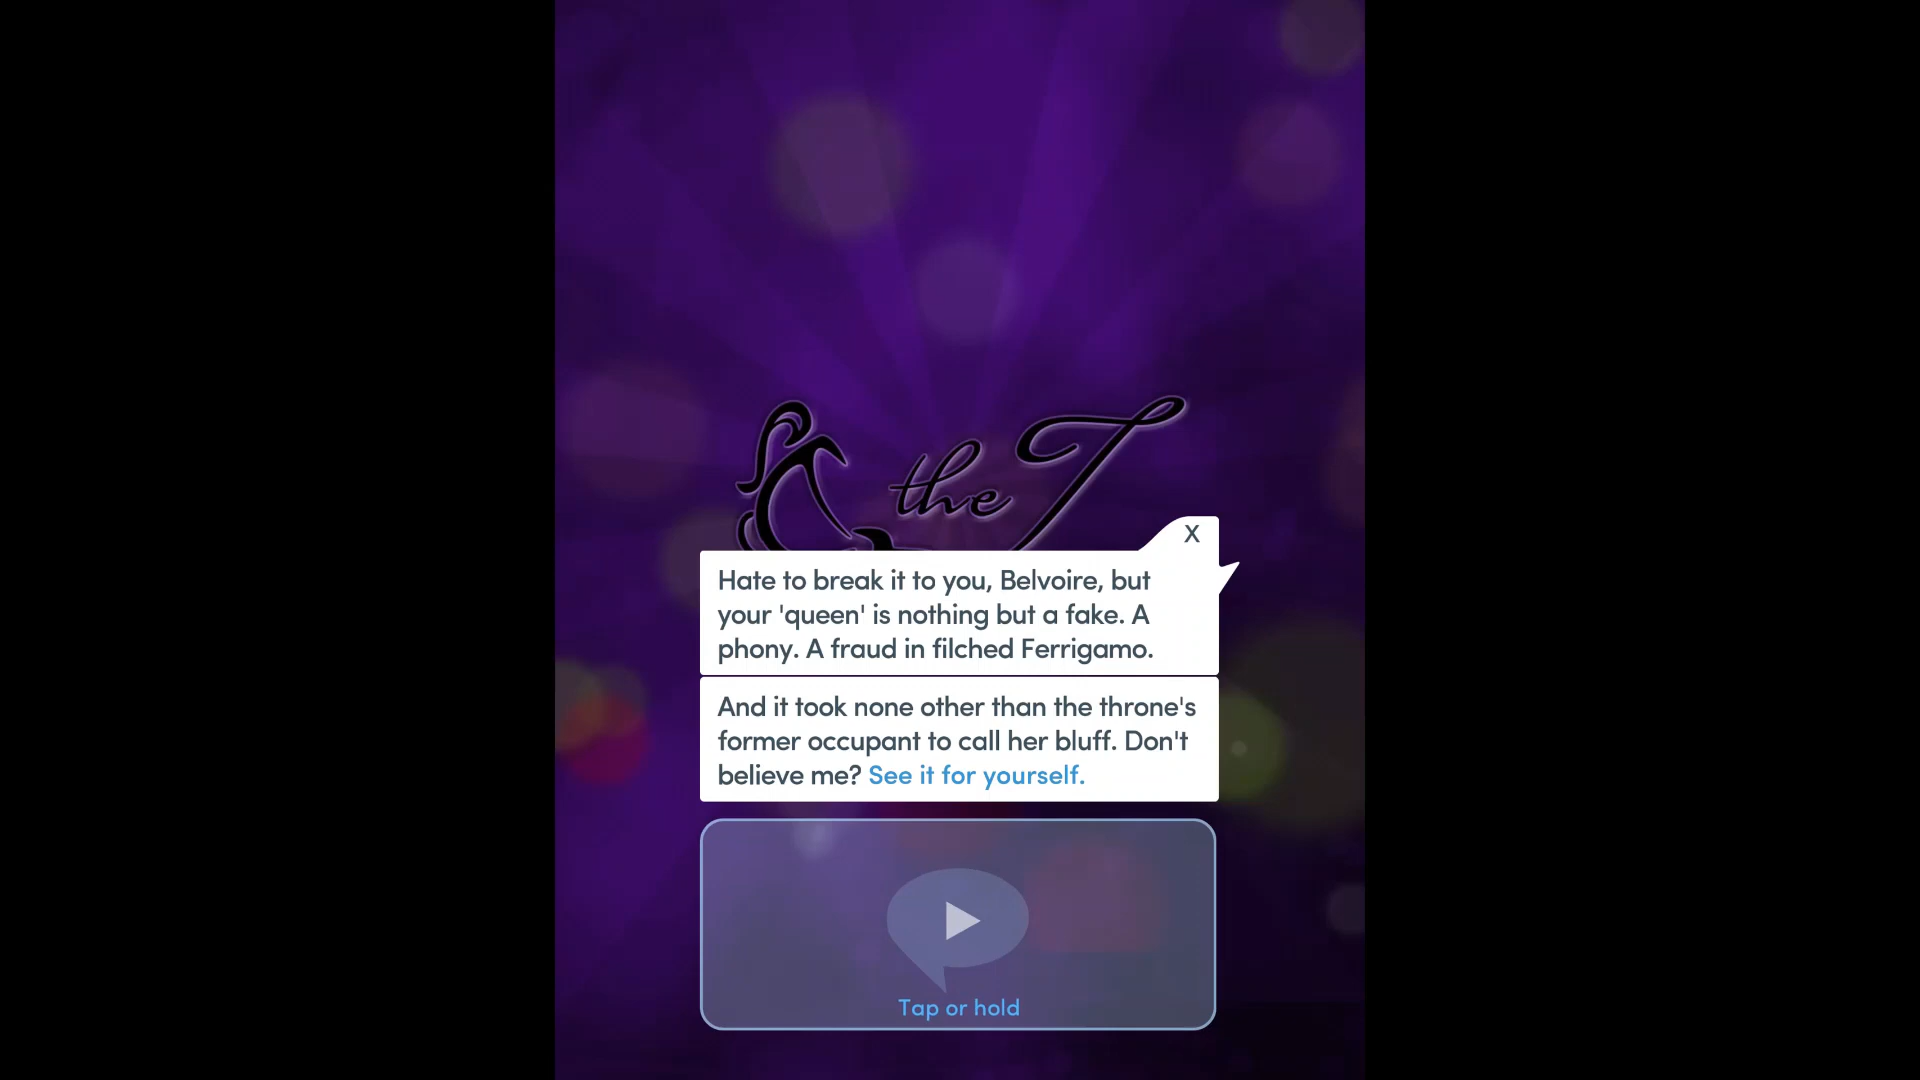 & the T
X
Hate to break it to you, Belvoire, but
your 'queen' is nothing but a fake. A
phony. A fraud in filched Ferrigamo.
And it took none other than the throne's
former occupant to call her bluff. Don't
believe me? See it for yourself.
Tap or hold